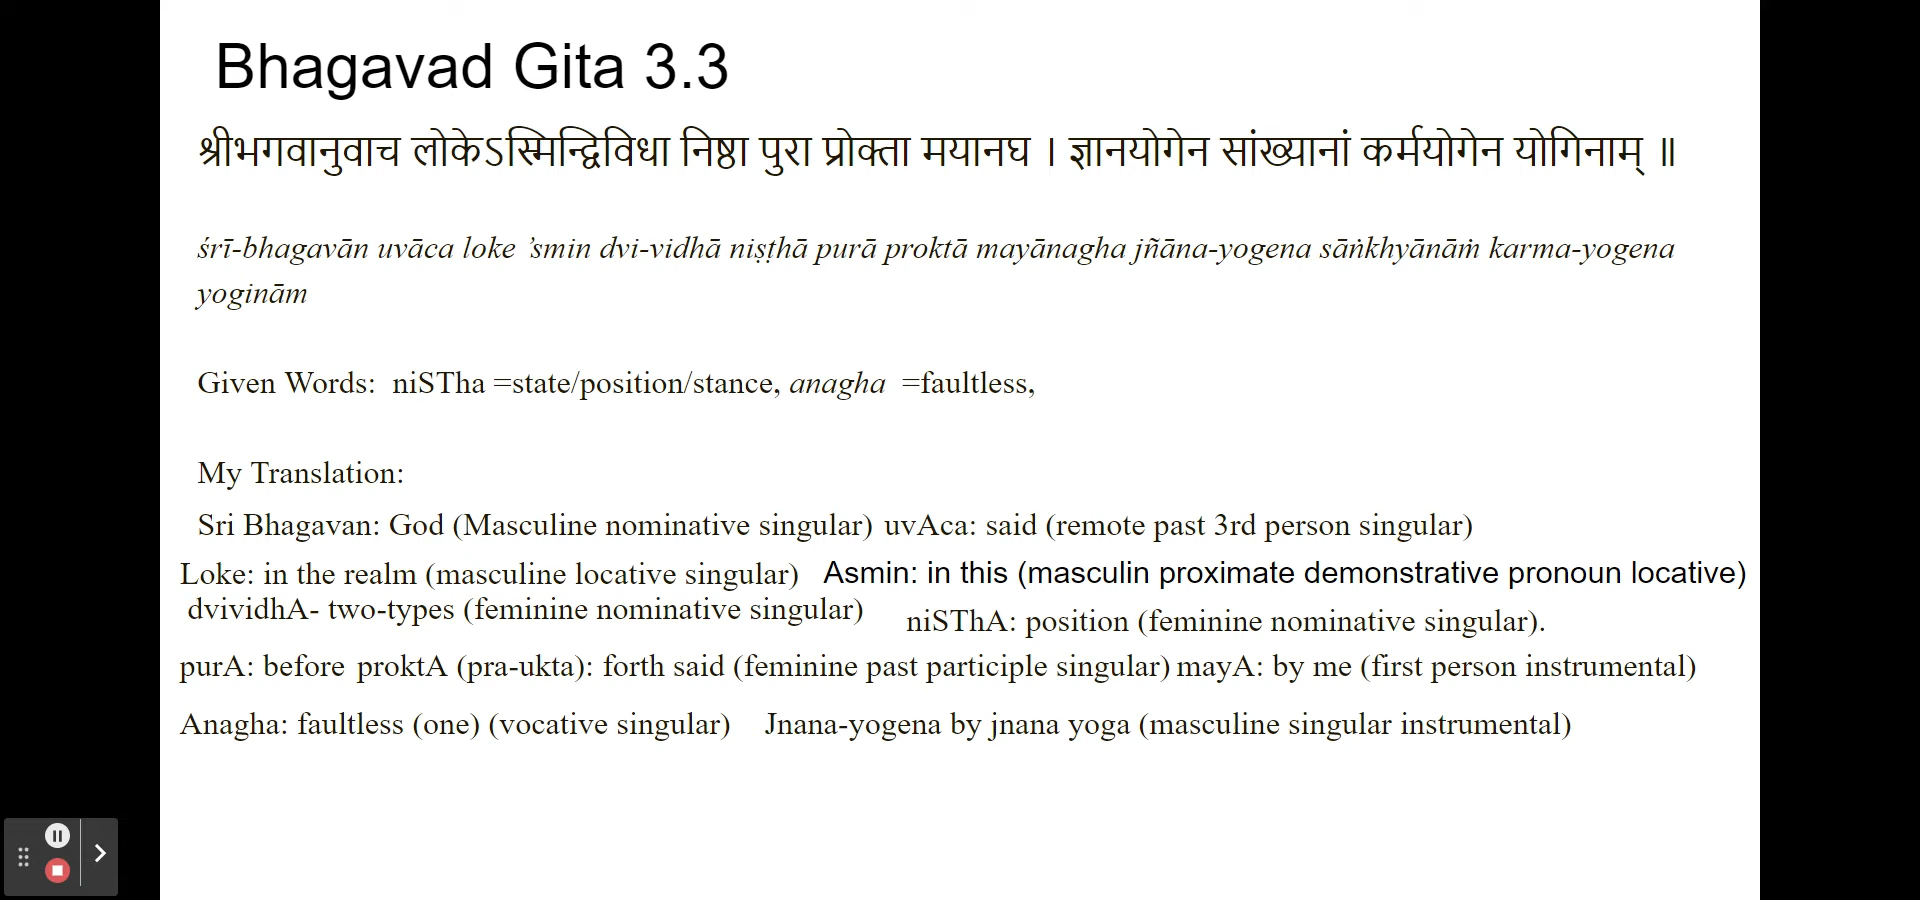 Bhagavad Gita 3.3
श्रीभगवानुवाच लोकेऽस्मिन्द्विविधा निष्ठा पुरा प्रोक्ता मयानघ । ज्ञानयोगेन सांख्यानां कर्मयोगेन योगिनाम् ॥
śrī-bhagavān uvāca loke ’smin dvi-vidhā niṣṭhā purā proktā mayānagha jñāna-yogena sāṅkhyānāṁ karma-yogena
yoginām
Given Words:  niSTha =state/position/stance, anagha  =faultless,
My Translation:
Sri Bhagavan: God (Masculine nominative singular) uvAca: said (remote past 3rd person singular)
Loke: in the realm (masculine locative singular) Asmin: in this (masculin proximate demonstrative pronoun locative)
dvividhA- two-types (feminine nominative singular) niSThA: position (feminine nominative singular).
purA: before proktA (pra-ukta): forth said (feminine past participle singular) mayA: by me (first person instrumental)
Anagha: faultless (one) (vocative singular) Jnana-yogena by jnana yoga (masculine singular instrumental)